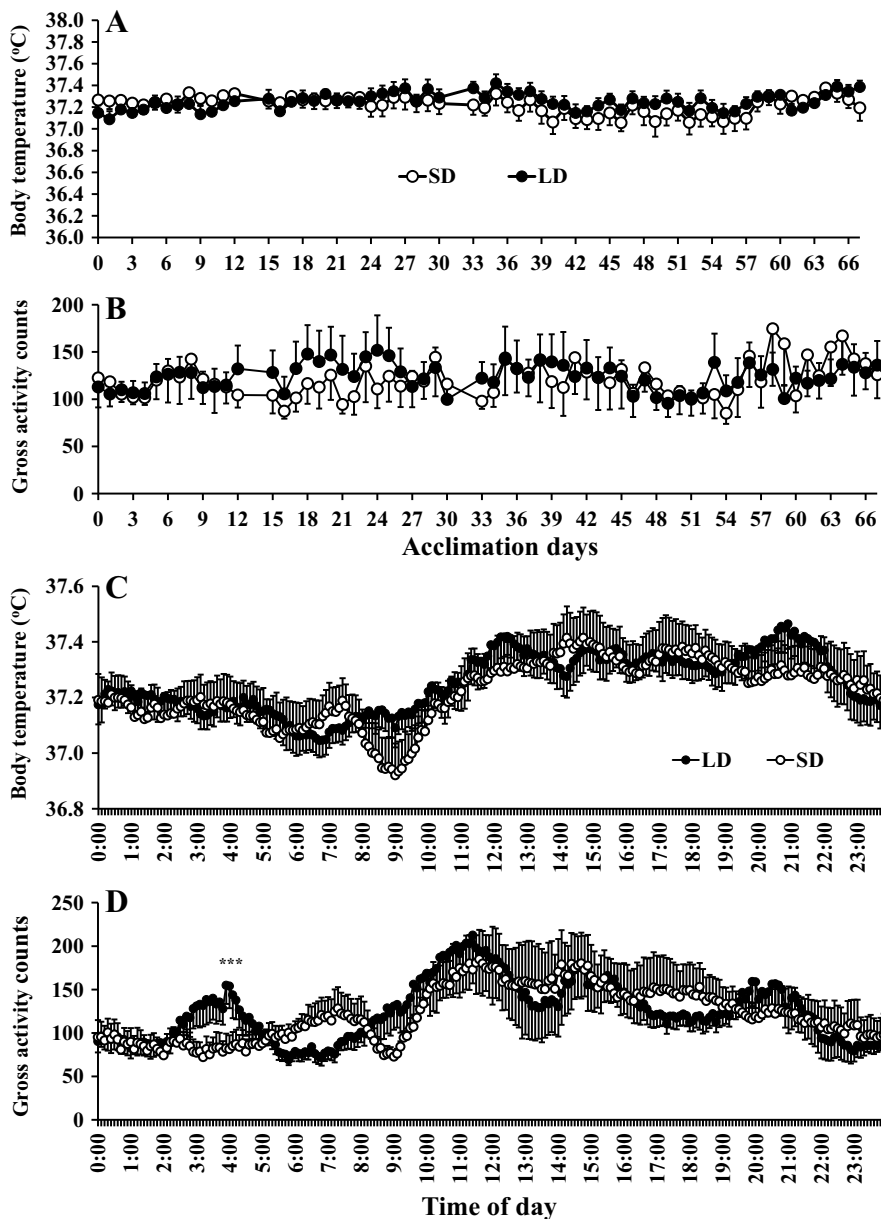 A
Body temperature (°C)
38.0
37.8
37.6
37.4
37.2
37.0
36.8
36.6
36.4
36.2
36.0
SD LD
0 3 6 9 12 15 18 21 24 27 30 33 36 39 42 45 48 51 54 57 60 63 66
B
Gross activity counts
200
150
100
50
0
0 3 6 9 12 15 18 21 24 27 30 33 36 39 42 45 48 51 54 57 60 63 66
Acclimation days
C
Body temperature (°C)
37.6
37.4
37.2
37.0
36.8
LD SD
0:00 1:00 2:00 3:00 4:00 5:00 6:00 7:00 8:00 9:00 10:00 11:00 12:00 13:00 14:00 15:00 16:00 17:00 18:00 19:00 20:00 21:00 22:00 23:00
D
Gross activity counts
250
200
150
100
50
0
***
0:00 1:00 2:00 3:00 4:00 5:00 6:00 7:00 8:00 9:00 10:00 11:00 12:00 13:00 14:00 15:00 16:00 17:00 18:00 19:00 20:00 21:00 22:00 23:00
Time of day